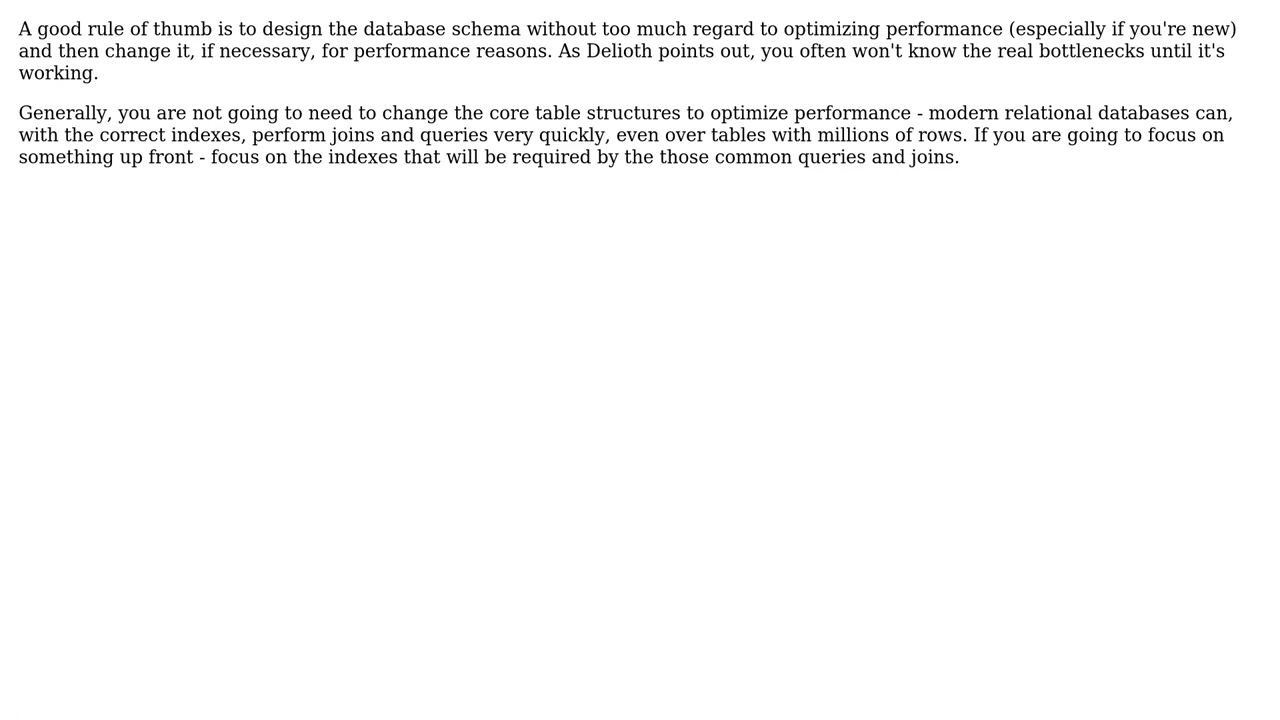 A good rule of thumb is to design the database schema without too much regard to optimizing performance (especially if you're new)
and then change it, if necessary, for performance reasons. As Delioth points out, you often won't know the real bottlenecks until it's
working.
Generally, you are not going to need to change the core table structures to optimize performance - modern relational databases can,
with the correct indexes, perform joins and queries very quickly, even over tables with millions of rows. If you are going to focus on
something up front - focus on the indexes that will be required by the those common queries and joins.